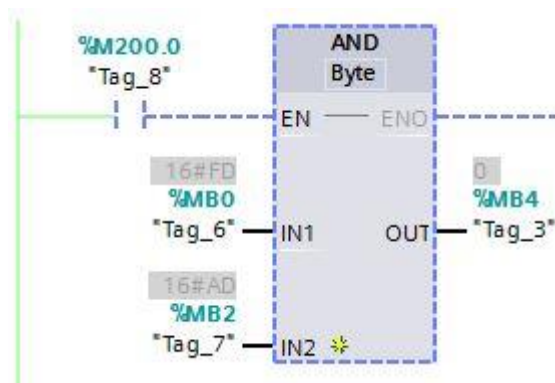 %M200.0
"Tag_8"
AND
Byte
EN
ENO
16#FD
%MB0
"Tag_6"
IN1
0
%MB4
OUT
"Tag_3"
16#AD
%MB2
"Tag_7"
IN2